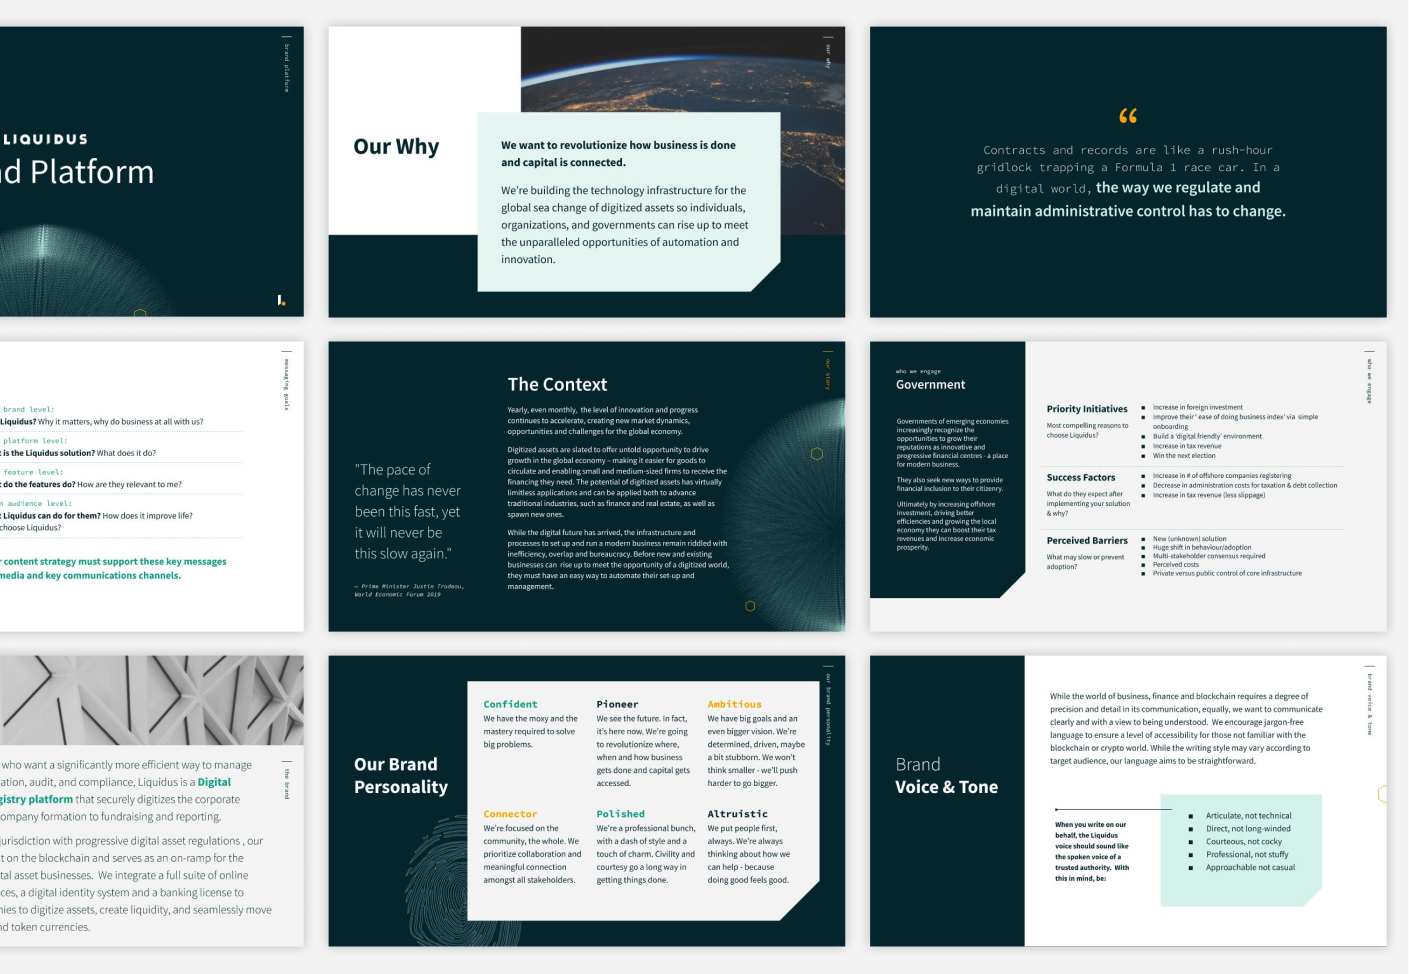 brand platform
LIQUIDUS
d Platform
our why
Our Why
We want to revolutionize how business is done
and capital is connected.
We're building the technology infrastructure for the
global sea change of digitized assets so individuals,
organizations, and governments can rise up to meet
the unparalleled opportunities of automation and
innovation.
“
Contracts and records are like a rush-hour
gridlock trapping a Formula 1 race car. In a
digital world, the way we regulate and
maintain administrative control has to change.
messaging goals
brand level:
Liquidus? Why it matters, why do business at all with us?
platform level:
is the Liquidus solution? What does it do?
feature level:
do the features do? How are they relevant to me?
audience level:
Liquidus can do for them? How does it improve life?
choose Liquidus?
content strategy must support these key messages
media and key communications channels.
our story
The Context
Yearly, even monthly, the level of innovation and progress
continues to accelerate, creating new market dynamics,
opportunities and challenges for the global economy.
Digitized assets are slated to offer untold opportunity to drive
growth in the global economy – making it easier for goods to
circulate and enabling small and medium-sized firms to receive the
financing they need. The potential of digitized assets has virtually
limitless applications and can be applied both to advance
traditional industries, such as finance and real estate, as well as
spawn new ones.
While the digital future has arrived, the infrastructure and
processes to set up and run a modern business remain riddled with
inefficiency, overlap and bureaucracy. Before new and existing
businesses can rise up to meet the opportunity of a digitized world,
they must have an easy way to automate their set-up and
management.
"The pace of
change has never
been this fast, yet
it will never be
this slow again."
— Prime Minister Justin Trudeau,
World Economic Forum 2019
who we engage
Government
Governments of emerging economies
increasingly recognize the
opportunities to grow their
reputations as innovative and
progressive financial centres - a place
for modern business.
They also seek new ways to provide
financial inclusion to their citizenry.
Ultimately by increasing offshore
investment, driving better
efficiencies and growing the local
economy they can boost their tax
revenues and increase economic
prosperity.
who we engage
Priority Initiatives
Most compelling reasons to
choose Liquidus?
■ Increase in foreign investment
■ Improve their ' ease of doing business index' via simple
onboarding
■ Build a 'digital friendly' environment
■ Increase in tax revenue
■ Win the next election
Success Factors
What do they expect after
implementing your solution
& why?
■ Increase in # of offshore companies registering
■ Decrease in administration costs for taxation & debt collection
■ Increase in tax revenue (less slippage)
Perceived Barriers
What may slow or prevent
adoption?
■ New (unknown) solution
■ Huge shift in behaviour/adoption
■ Multi-stakeholder consensus required
■ Perceived costs
■ Private versus public control of core infrastructure
the brand
who want a significantly more efficient way to manage
ation, audit, and compliance, Liquidus is a Digital
gistry platform that securely digitizes the corporate
ompany formation to fundraising and reporting.
jurisdiction with progressive digital asset regulations , our
t on the blockchain and serves as an on-ramp for the
tal asset businesses. We integrate a full suite of online
ces, a digital identity system and a banking license to
nies to digitize assets, create liquidity, and seamlessly move
nd token currencies.
our brand personality
Our Brand
Personality
Confident
We have the moxy and the
mastery required to solve
big problems.
Pioneer
We see the future. In fact,
it's here now. We're going
to revolutionize where,
when and how business
gets done and capital gets
accessed.
Ambitious
We have big goals and an
even bigger vision. We're
determined, driven, maybe
a bit stubborn. We won't
think smaller - we'll push
harder to go bigger.
Connector
We're focused on the
community, the whole. We
prioritize collaboration and
meaningful connection
amongst all stakeholders.
Polished
We're a professional bunch,
with a dash of style and a
touch of charm. Civility and
courtesy go a long way in
getting things done.
Altruistic
We put people first,
always. We're always
thinking about how we
can help - because
doing good feels good.
brand voice & tone
Brand
Voice & Tone
While the world of business, finance and blockchain requires a degree of
precision and detail in its communication, equally, we want to communicate
clearly and with a view to being understood. We encourage jargon-free
language to ensure a level of accessibility for those not familiar with the
blockchain or crypto world. While the writing style may vary according to
target audience, our language aims to be straightforward.
When you write on our
behalf, the Liquidus
voice should sound like
the spoken voice of a
trusted authority. With
this in mind, be:
■ Articulate, not technical
■ Direct, not long-winded
■ Courteous, not cocky
■ Professional, not stuffy
■ Approachable not casual